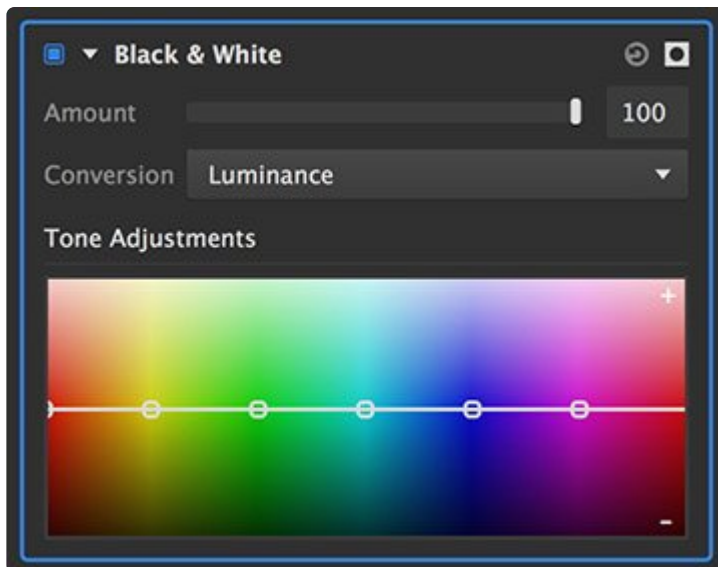 Black & White
Amount 100
Conversion Luminance
Tone Adjustments
+
-